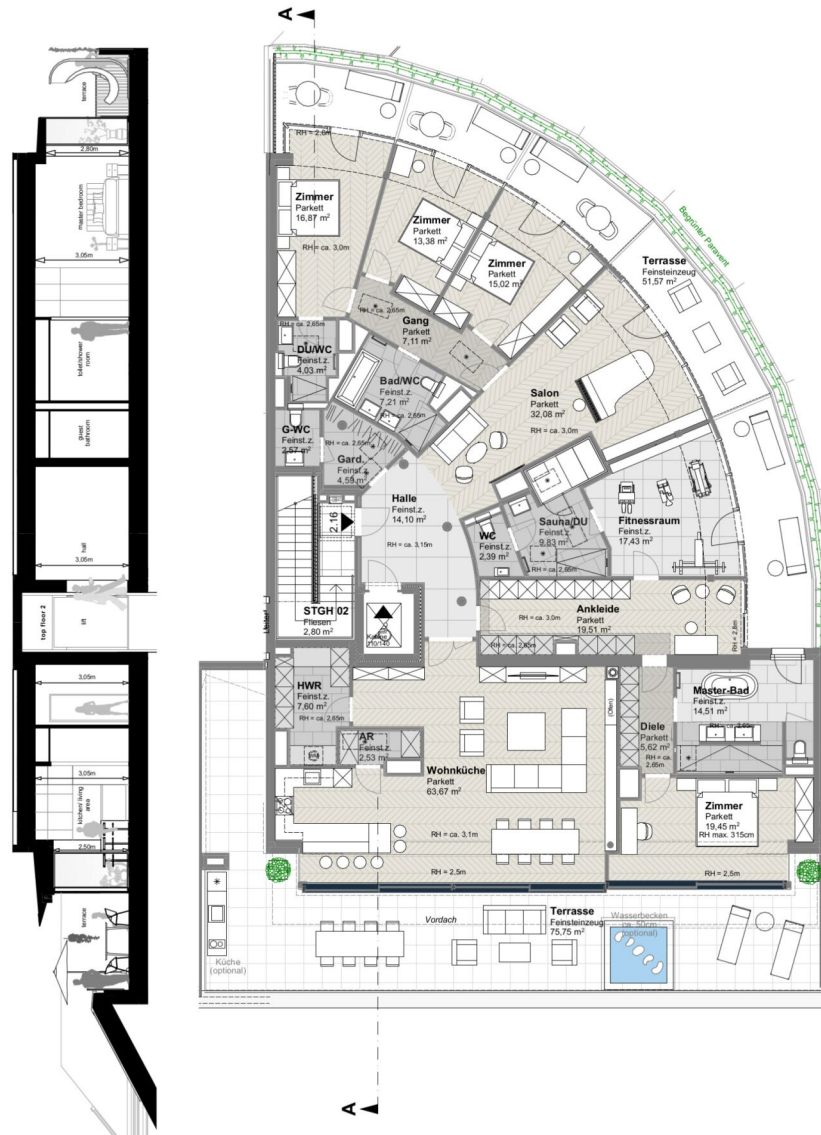 A
terrace
2,80m
master bedroom
3,05m
toilet/shower
room
guest
bathroom
hall
3,05m
top floor 2
lift
3,05m
3,05m
kitchen/ living
area
2,50m
terrace
RH = 2,8m
Zimmer
Parkett
16,87 m²
RH = ca. 3,0m
Zimmer
Parkett
13,38 m²
Zimmer
Parkett
15,02 m²
Begrünter Paravent
Terrasse
Feinsteinzeug
51,57 m²
RH = ca. 2,65m
RH = ca. 2,65m
Gang
Parkett
7,11 m²
DU/WC
Feinst.z.
4,03 m²
Bad/WC
Feinst.z.
7,21 m²
RH = ca. 2,65m
Salon
Parkett
32,08 m²
RH = ca. 3,0m
G-WC
Feinst.z.
2,57 m²
RH = ca. 2,65m
Gard.
Feinst.z.
4,59 m²
Halle
Feinst.z.
14,10 m²
RH = ca. 3,15m
2.16
WC
Feinst.z.
2,39 m²
Sauna/DU
Feinst.z.
9,83 m²
RH = ca. 2,65m
Fitnessraum
Feinst.z.
17,43 m²
STGH 02
Fliesen
2,80 m²
Kabine
210/140
Ankleide
Parkett
19,51 m²
RH = ca. 3,0m
RH = ca. 2,65m
RH = 2,8m
HWR
Feinst.z.
7,60 m²
RH = ca. 2,65m
AR
Feinst.z.
2,53 m²
(Ofen)
Wohnküche
Parkett
63,67 m²
RH = ca. 3,1m
RH = 2,5m
Diele
Parkett
5,62 m²
RH = ca.
2,65m
Master-Bad
Feinst.z.
14,51 m²
RH = ca. 2,65m
Zimmer
Parkett
19,45 m²
RH max. 315cm
RH = 2,5m
Vordach
Terrasse
Feinsteinzeug
75,75 m²
Wasserbecken
ca. 50cm
(optional)
Küche
(optional)
A